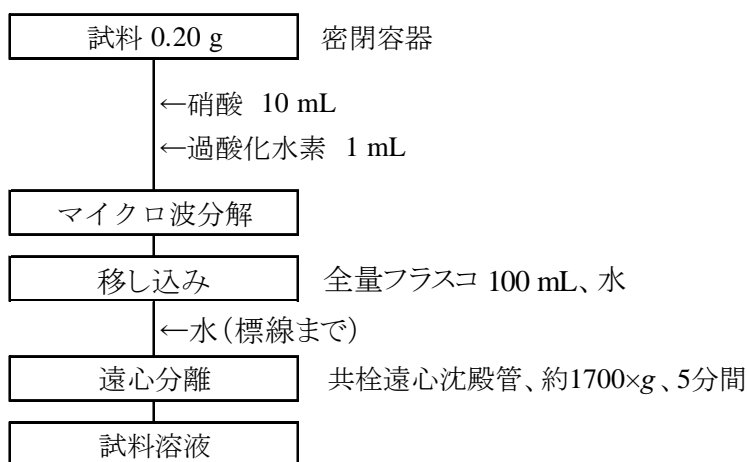 試料 0.20 g 密閉容器
←硝酸 10 mL
←過酸化水素 1 mL
マイクロ波分解
移し込み 全量フラスコ 100 mL、水
←水(標線まで)
遠心分離 共栓遠心沈殿管、約1700×g、5分間
試料溶液